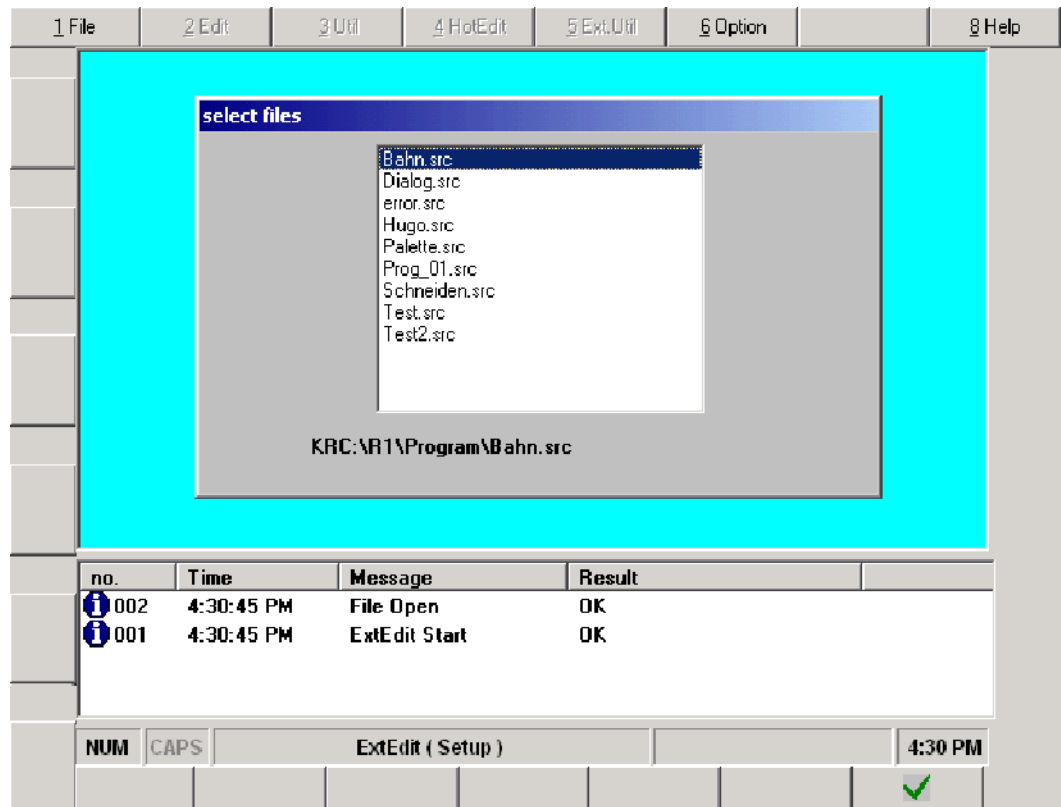 1 File 2 Edit 3 Util 4 HotEdit 5 Ext.Util 6 Option 8 Help
select files
Bahn.src
Dialog.src
error.src
Hugo.src
Palette.src
Prog_01.src
Schneiden.src
Test.src
Test2.src
KRC:\R1\Program\Bahn.src
no. Time Message Result
002 4:30:45 PM File Open OK
001 4:30:45 PM ExtEdit Start OK
NUM CAPS ExtEdit ( Setup ) 4:30 PM